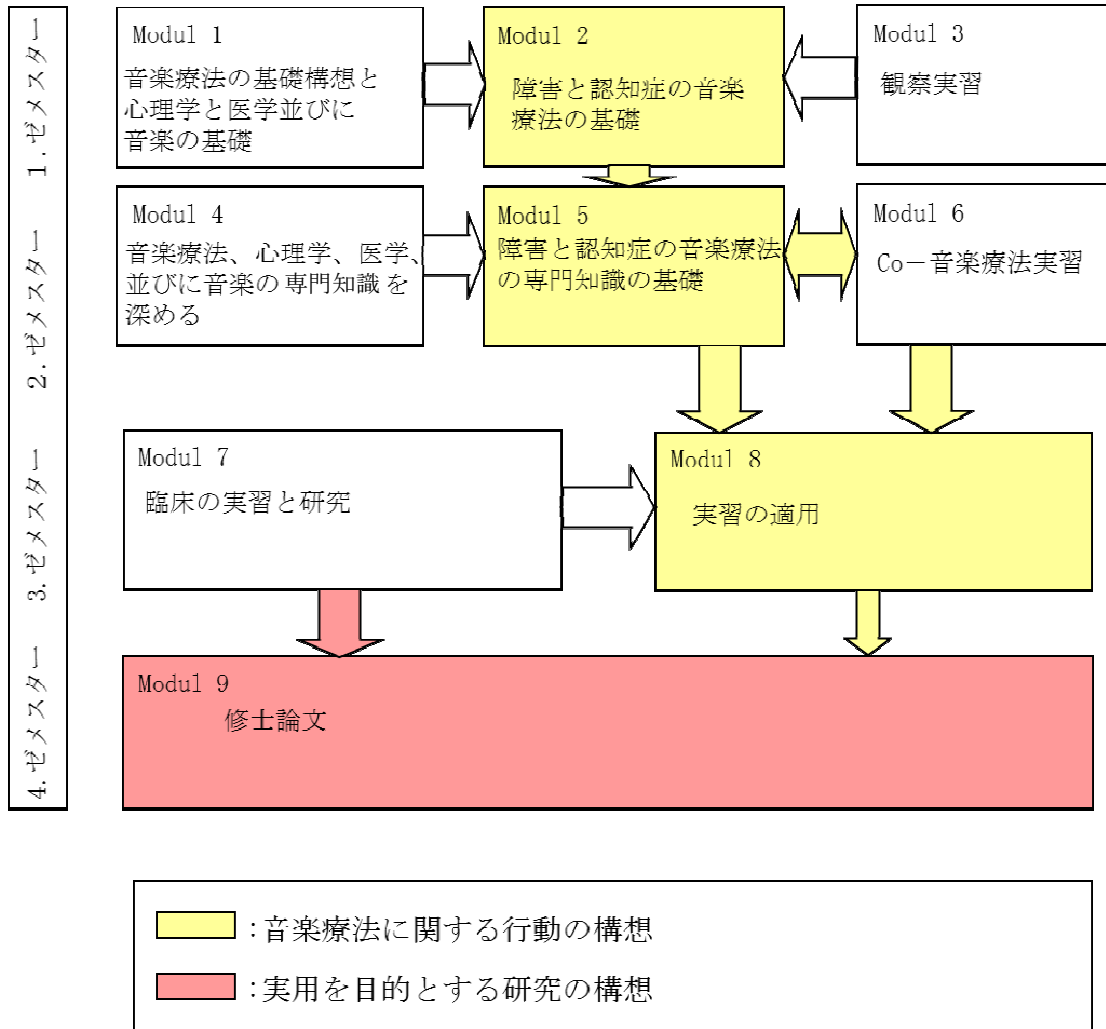 1.ゼメスター
Modul 1
音楽療法の基礎構想と
心理学と医学並びに
音楽の基礎
Modul 2
障害と認知症の音楽
療法の基礎
Modul 3
観察実習
2.ゼメスター
Modul 4
音楽療法、心理学、医学、
並びに音楽の専門知識を
深める
Modul 5
障害と認知症の音楽療法
の専門知識の基礎
Modul 6
Co－音楽療法実習
3.ゼメスター
Modul 7
臨床の実習と研究
Modul 8
実習の適用
4.ゼメスター
Modul 9
修士論文
:音楽療法に関する行動の構想
:実用を目的とする研究の構想